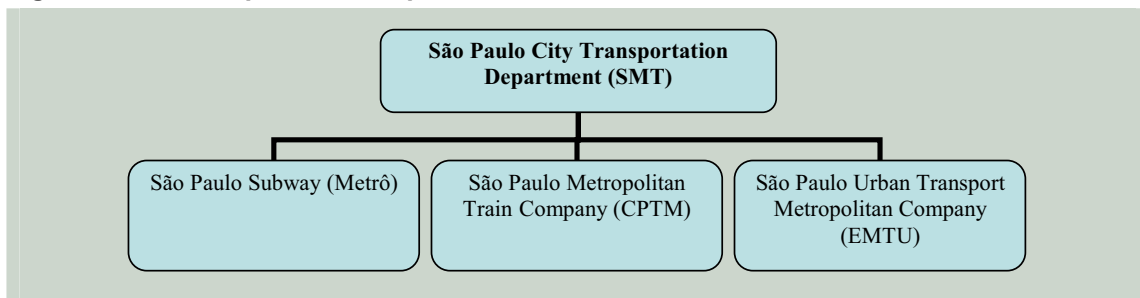 São Paulo City Transportation
Department (SMT)
São Paulo Subway (Metrô)
São Paulo Metropolitan
Train Company (CPTM)
São Paulo Urban Transport
Metropolitan Company
(EMTU)